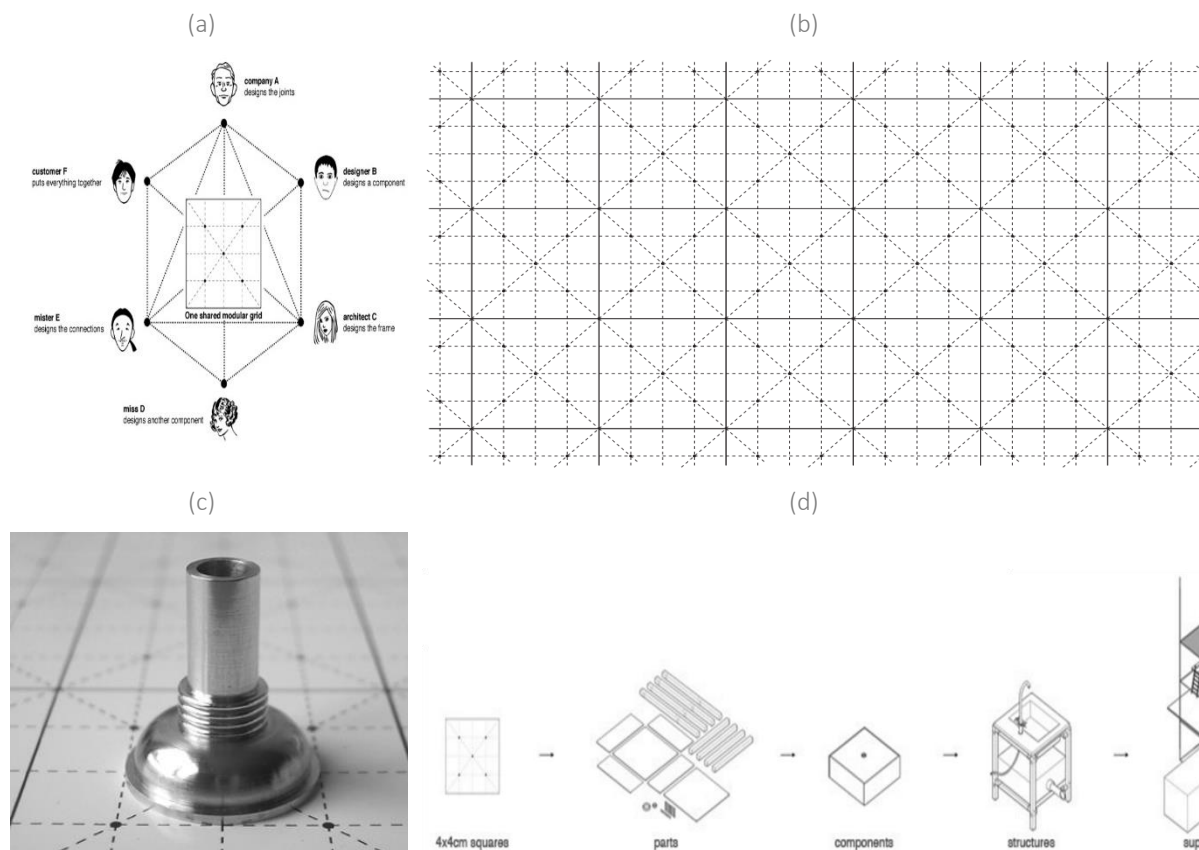 (a)
(b)
company A
designs the joints
customer F
puts everything together
designer B
designs a component
One shared modular grid
mister E
designs the connections
architect C
designs the frame
miss D
designs another component
(c)
(d)
4x4cm squares
parts
components
structures
sup